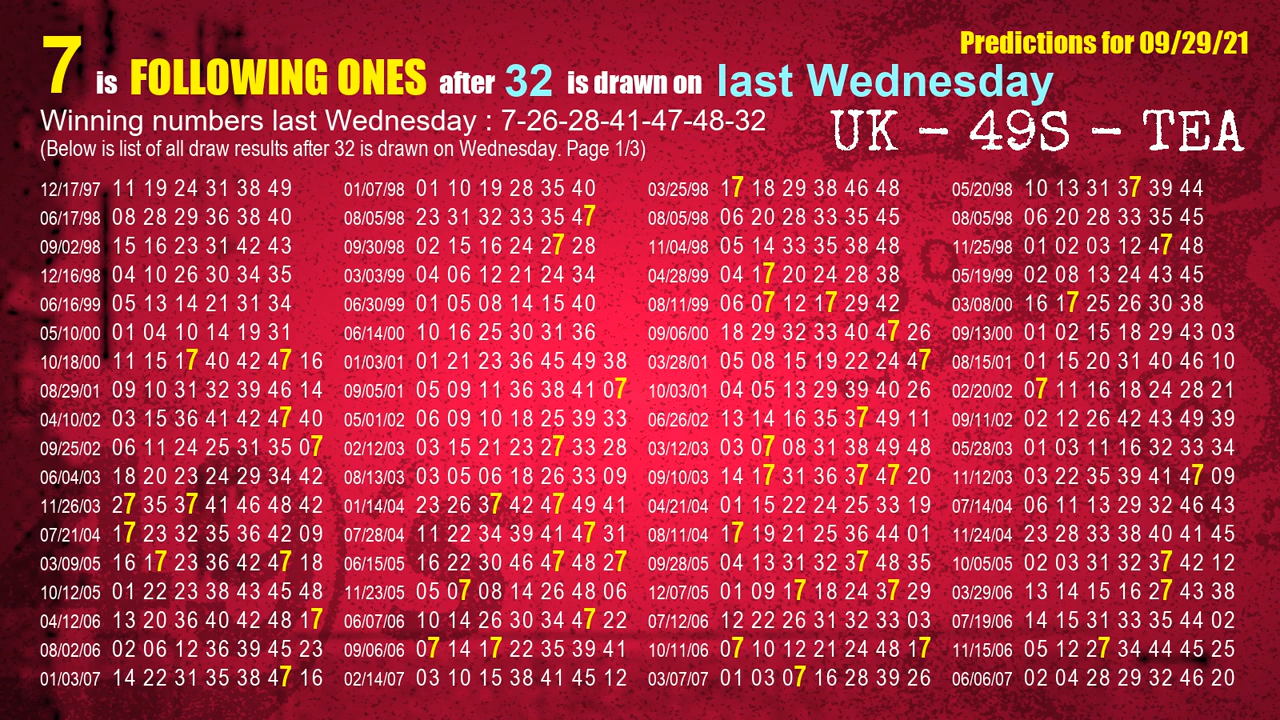 Predictions for 09/29/21
7 is FOLLOWING ONES after 32 is drawn on last Wednesday
Winning numbers last Wednesday : 7-26-28-41-47-48-32
UK - 49S - TEA
(Below is list of all draw results after 32 is drawn on Wednesday. Page 1/3)
12/17/97 11 19 24 31 38 49 01/07/98 01 10 19 28 35 40 03/25/98 17 18 29 38 46 48 05/20/98 10 13 31 37 39 44
06/17/98 08 28 29 36 38 40 08/05/98 23 31 32 33 35 47 08/05/98 06 20 28 33 35 45 08/05/98 06 20 28 33 35 45
09/02/98 15 16 23 31 42 43 09/30/98 02 15 16 24 27 28 11/04/98 05 14 33 35 38 48 11/25/98 01 02 03 12 47 48
12/16/98 04 10 26 30 34 35 03/03/99 04 06 12 21 24 34 04/28/99 04 17 20 24 28 38 05/19/99 02 08 13 24 43 45
06/16/99 05 13 14 21 31 34 06/30/99 01 05 08 14 15 40 08/11/99 06 07 12 17 29 42 03/08/00 16 17 25 26 30 38
05/10/00 01 04 10 14 19 31 06/14/00 10 16 25 30 31 36 09/06/00 18 29 32 33 40 47 26 09/13/00 01 02 15 18 29 43 03
10/18/00 11 15 17 40 42 47 16 01/03/01 01 21 23 36 45 49 38 03/28/01 05 08 15 19 22 24 47 08/15/01 01 15 20 31 40 46 10
08/29/01 09 10 31 32 39 46 14 09/05/01 05 09 11 36 38 41 07 10/03/01 04 05 13 29 39 40 26 02/20/02 07 11 16 18 24 28 21
04/10/02 03 15 36 41 42 47 40 05/01/02 06 09 10 18 25 39 33 06/26/02 13 14 16 35 37 49 11 09/11/02 02 12 26 42 43 49 39
09/25/02 06 11 24 25 31 35 07 02/12/03 03 15 21 23 27 33 28 03/12/03 03 07 08 31 38 49 48 05/28/03 01 03 11 16 32 33 34
06/04/03 18 20 23 24 29 34 42 08/13/03 03 05 06 18 26 33 09 09/10/03 14 17 31 36 37 47 20 11/12/03 03 22 35 39 41 47 09
11/26/03 27 35 37 41 46 48 42 01/14/04 23 26 37 42 47 49 41 04/21/04 01 15 22 24 25 33 19 07/14/04 06 11 13 29 32 46 43
07/21/04 17 23 32 35 36 42 09 07/28/04 11 22 34 39 41 47 31 08/11/04 17 19 21 25 36 44 01 11/24/04 23 28 33 38 40 41 45
03/09/05 16 17 23 36 42 47 18 06/15/05 16 22 30 46 47 48 27 09/28/05 04 13 31 32 37 48 35 10/05/05 02 03 31 32 37 42 12
10/12/05 01 22 23 38 43 45 48 11/23/05 05 07 08 14 26 48 06 12/07/05 01 09 17 18 24 37 29 03/29/06 13 14 15 16 27 43 38
04/12/06 13 20 36 40 42 48 17 06/07/06 10 14 26 30 34 47 22 07/12/06 12 22 26 31 32 33 03 07/19/06 14 15 31 33 35 44 02
08/02/06 02 06 12 36 39 45 23 09/06/06 07 14 17 22 35 39 41 10/11/06 07 10 12 21 24 48 17 11/15/06 05 12 27 34 44 45 25
01/03/07 14 22 31 35 38 47 16 02/14/07 03 10 15 38 41 45 12 03/07/07 01 03 07 16 28 39 26 06/06/07 02 04 28 29 32 46 20